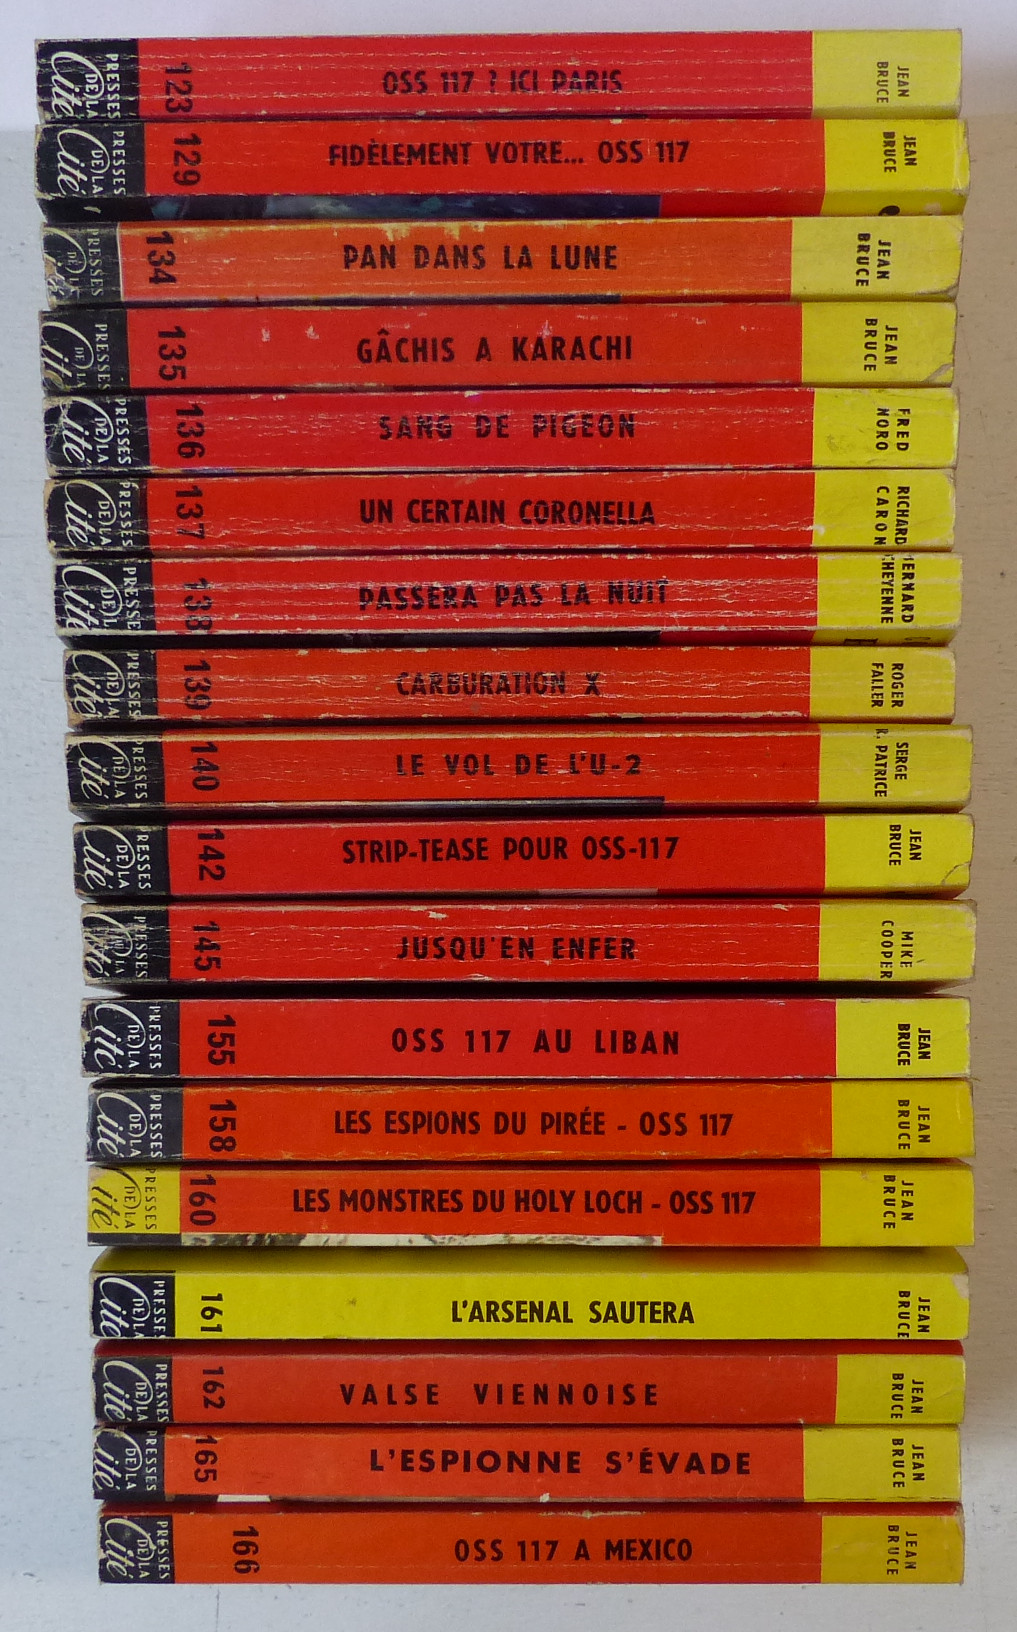 PRESSES DE LA Cité 123 OSS 117 ? ICI PARIS JEAN BRUCE
PRESSES DE LA Cité 129 FIDÈLEMENT VOTRE... OSS 117 JEAN BRUCE
PRESSES DE LA Cité 134 PAN DANS LA LUNE JEAN BRUCE
PRESSES DE LA Cité 135 GÂCHIS A KARACHI JEAN BRUCE
PRESSES DE LA Cité 136 SANG DE PIGEON FRED NORO
PRESSES DE LA Cité 137 UN CERTAIN CORONELLA RICHARD CARON
PRESSES DE LA Cité 138 PASSERA PAS LA NUIT BERNARD CHEYENNE
PRESSES DE LA Cité 139 CARBURATION X ROGER FALLER
PRESSES DE LA Cité 140 LE VOL DE L'U-2 SERGE R. PATRICE
PRESSES DE LA Cité 142 STRIP-TEASE POUR OSS-117 JEAN BRUCE
PRESSES DE LA Cité 145 JUSQU'EN ENFER MIKE COOPER
PRESSES DE LA Cité 155 OSS 117 AU LIBAN JEAN BRUCE
PRESSES DE LA Cité 158 LES ESPIONS DU PIRÉE - OSS 117 JEAN BRUCE
PRESSES DE LA Cité 160 LES MONSTRES DU HOLY LOCH - OSS 117 JEAN BRUCE
PRESSES DE LA Cité 161 L'ARSENAL SAUTERA JEAN BRUCE
PRESSES DE LA Cité 162 VALSE VIENNOISE JEAN BRUCE
PRESSES DE LA Cité 165 L'ESPIONNE S'ÉVADE JEAN BRUCE
PRESSES DE LA Cité 166 OSS 117 A MEXICO JEAN BRUCE